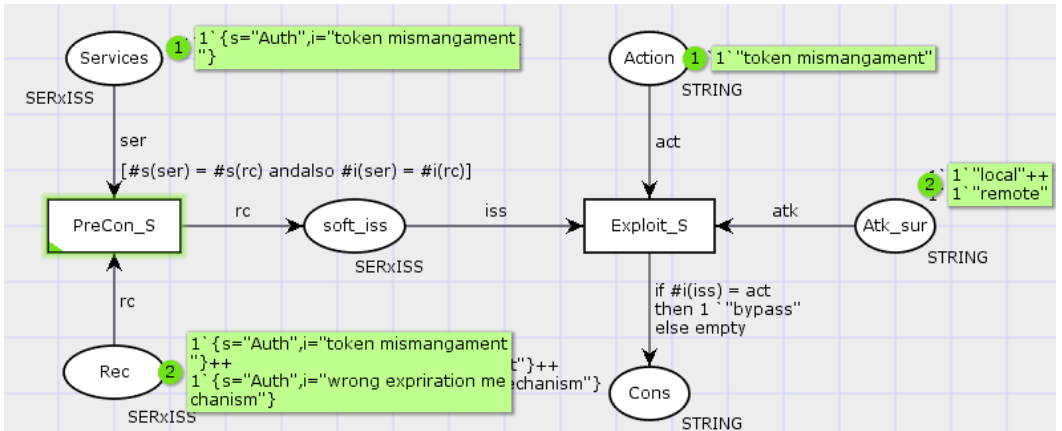 Services
1
1`{s="Auth",i="token mismangament
"}
SERxISS
Action
1
1`"token mismangament"
STRING
ser
act
[#s(ser) = #s(rc) andalso #i(ser) = #i(rc)]
2
1`"local"++
1`"remote"
PreCon_S
rc
soft_iss
iss
Exploit_S
atk
Atk_sur
SERxISS
STRING
rc
if #i(iss) = act
then 1`"bypass"
else empty
Rec
2
1`{s="Auth",i="token mismangament
"}++
1`{s="Auth",i="wrong expriration me
chanism"}
t"}++
echanism"}
SERxISS
Cons
STRING